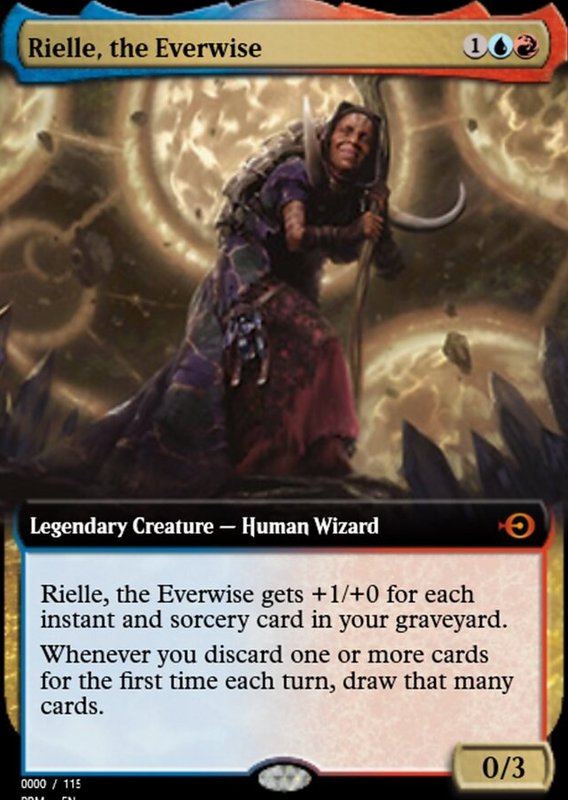 Rielle, the Everwise
1
Legendary Creature — Human Wizard
Rielle, the Everwise gets +1/+0 for each
instant and sorcery card in your graveyard.
Whenever you discard one or more cards
for the first time each turn, draw that many
cards.
0/3
0000 / 115